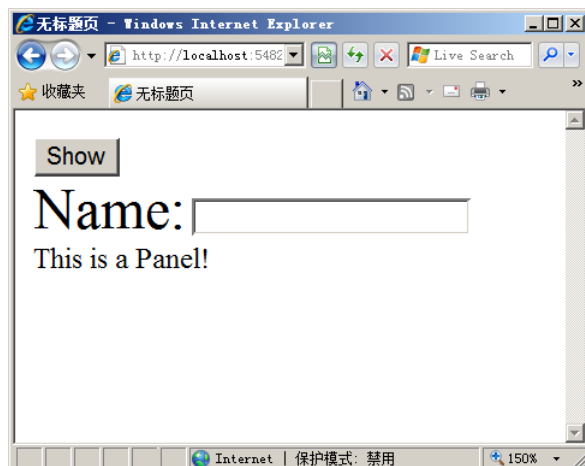 无标题页 - Windows Internet Explorer
http://localhost:5482
Live Search
收藏夹
无标题页
»
Show
Name:
This is a Panel!
Internet | 保护模式: 禁用
150%